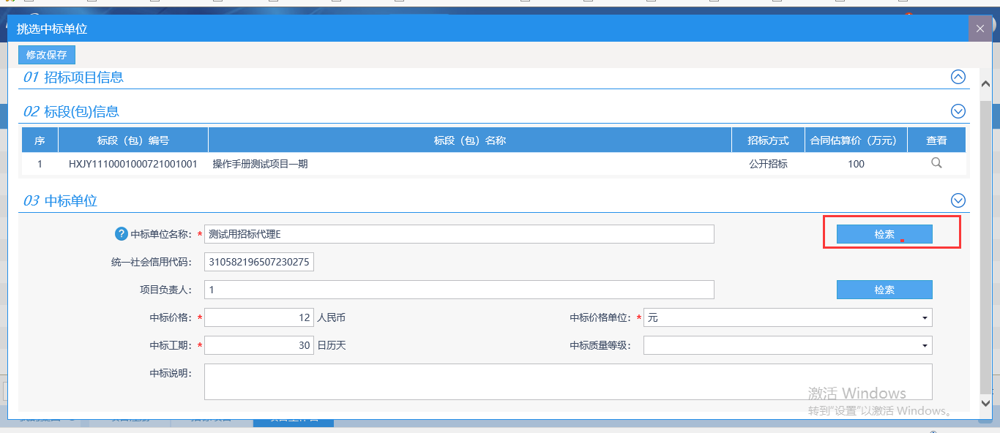 挑选中标单位
修改保存
01 招标项目信息
02 标段(包)信息
序 标段（包）编号 标段（包）名称 招标方式 合同估算价（万元） 查看
1 HXJY1110001000721001001 操作手册测试项目一期 公开招标 100
03 中标单位
? 中标单位名称: * 测试用招标代理E 检索
统一社会信用代码: 310582196507230275
项目负责人: 1 检索
中标价格: * 12 人民币 中标价格单位: * 元
中标工期: * 30 日历天 中标质量等级:
中标说明:
激活 Windows
转到"设置"以激活 Windows。